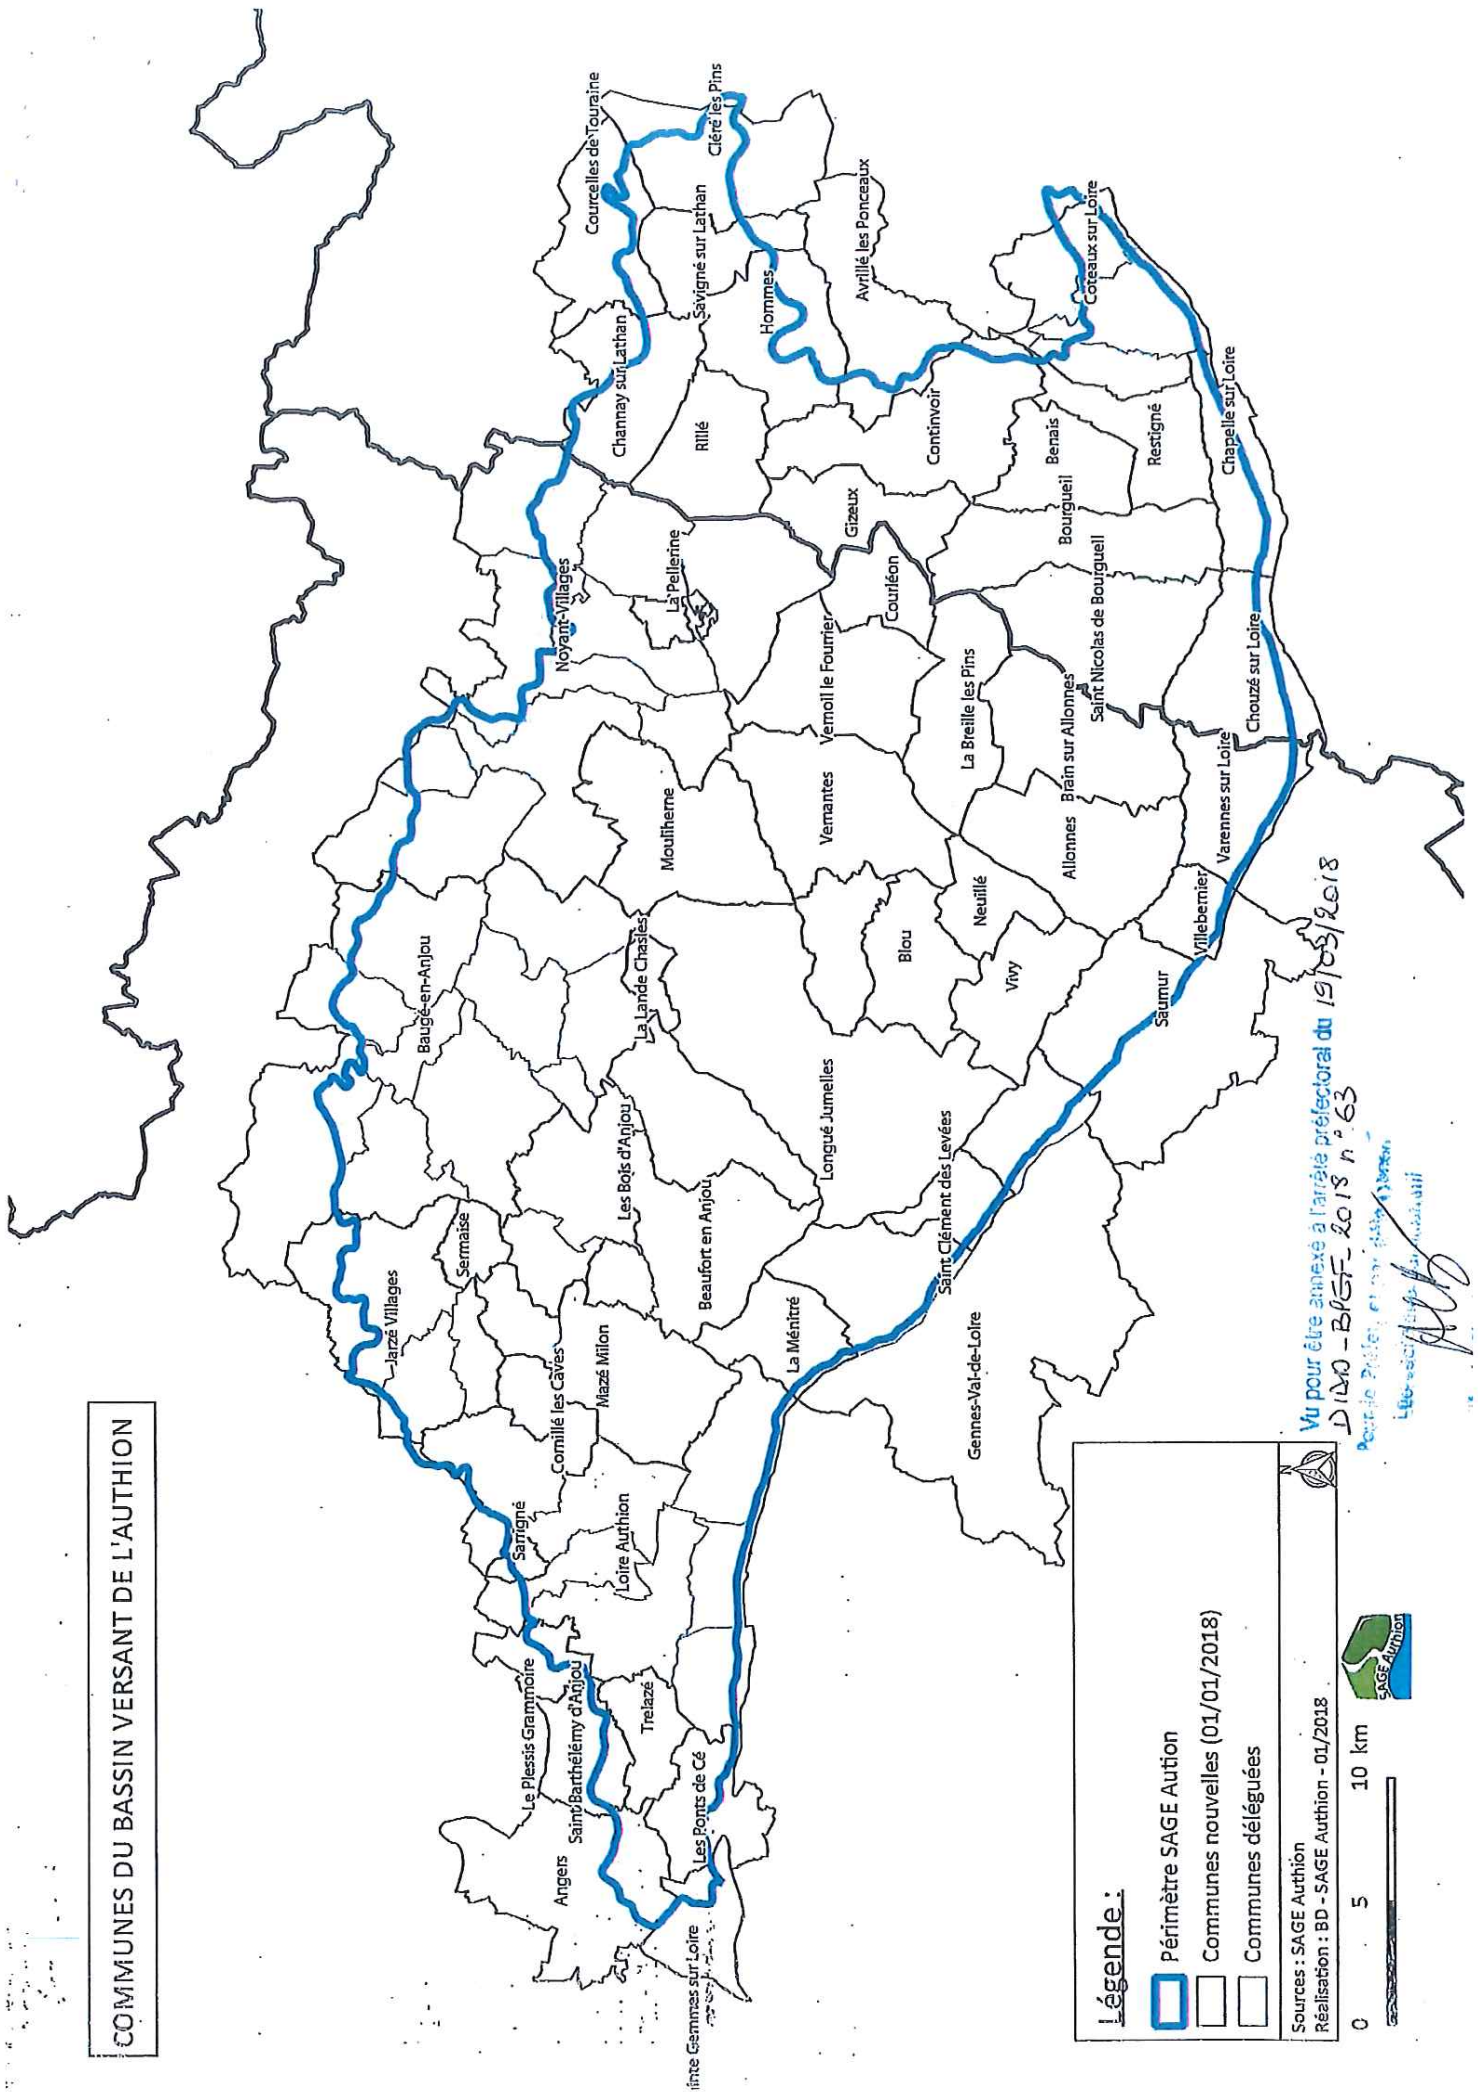 COMMUNES DU BASSIN VERSANT DE L'AUTHION
Courcelles de Touraine
Cléré les Pins
Channay sur Lathan
Savigné sur Lathan
Hommes
Avrillé les Ponceaux
Rillé
Noyant-Villages
La Pellerine
Gizeux
Continvoir
Coteaux sur Loire
Benais
Restigné
Bourgueil
Chapelle sur Loire
Courléon
Vernoil le Fourrier
Saint Nicolas de Bourgueil
La Breille les Pins
Brain sur Allonnes
Chouzé sur Loire
Mouliherne
Vernantes
Allonnes
Varennes sur Loire
Baugé-en-Anjou
La Lande Chasles
Blou
Neuillé
Vivy
Villebernier
Saumur
Les Bois d'Anjou
Longué Jumelles
Saint Clément des Levées
Jarzé Villages
Sermaise
Beaufort en Anjou
La Ménitré
Gennes-Val-de-Loire
Cornillé les Caves
Mazé Milon
Sarrigné
Loire Authion
Le Plessis Grammoire
Saint Barthélémy d'Anjou
Trelazé
Angers
Les Ponts de Cé
inte Gemmes sur Loire
Légende :
Périmètre SAGE Aution
Communes nouvelles (01/01/2018)
Communes déléguées
Sources : SAGE Authion
Réalisation : BD - SAGE Authion - 01/2018
N
0 5 10 km
SAGE Authion
Vu pour être annexé à l'arrêté préfectoral du 19/03/2018
DIDD-BPEF-2018 n° 63